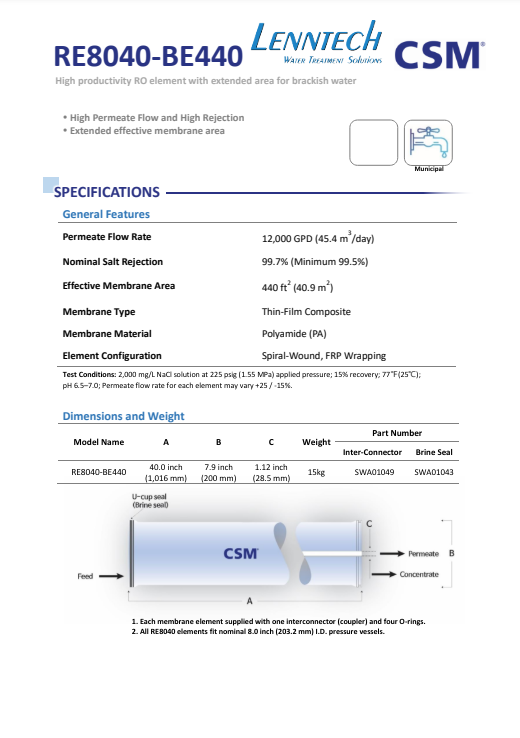 RE8040-BE440
LENNTECH
WATER TREATMENT SOLUTIONS
CSM®
High productivity RO element with extended area for brackish water
• High Permeate Flow and High Rejection
• Extended effective membrane area
Municipal
SPECIFICATIONS
General Features
Permeate Flow Rate 12,000 GPD (45.4 m³/day)
Nominal Salt Rejection 99.7% (Minimum 99.5%)
Effective Membrane Area 440 ft² (40.9 m²)
Membrane Type Thin-Film Composite
Membrane Material Polyamide (PA)
Element Configuration Spiral-Wound, FRP Wrapping
Test Conditions: 2,000 mg/L NaCl solution at 225 psig (1.55 MPa) applied pressure; 15% recovery; 77℉(25℃);
pH 6.5–7.0; Permeate flow rate for each element may vary +25 / -15%.
Dimensions and Weight
Model Name A B C Weight Part Number
Inter-Connector Brine Seal
RE8040-BE440 40.0 inch (1,016 mm) 7.9 inch (200 mm) 1.12 inch (28.5 mm) 15kg SWA01049 SWA01043
U-cup seal
(Brine seal)
C
CSM
Permeate
B
Feed
Concentrate
A
1. Each membrane element supplied with one interconnector (coupler) and four O-rings.
2. All RE8040 elements fit nominal 8.0 inch (203.2 mm) I.D. pressure vessels.